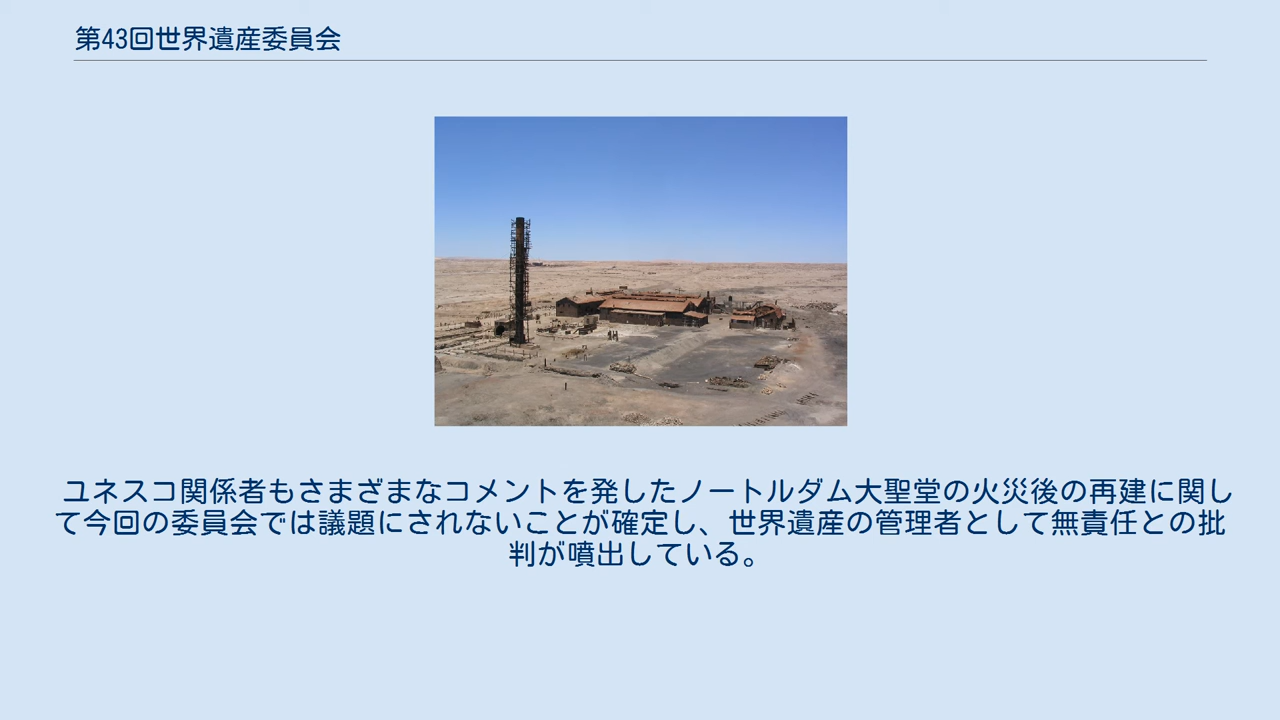 第43回世界遺産委員会
ユネスコ関係者もさまざまなコメントを発したノートルダム大聖堂の火災後の再建に関し
て今回の委員会では議題にされないことが確定し、世界遺産の管理者として無責任との批
判が噴出している。